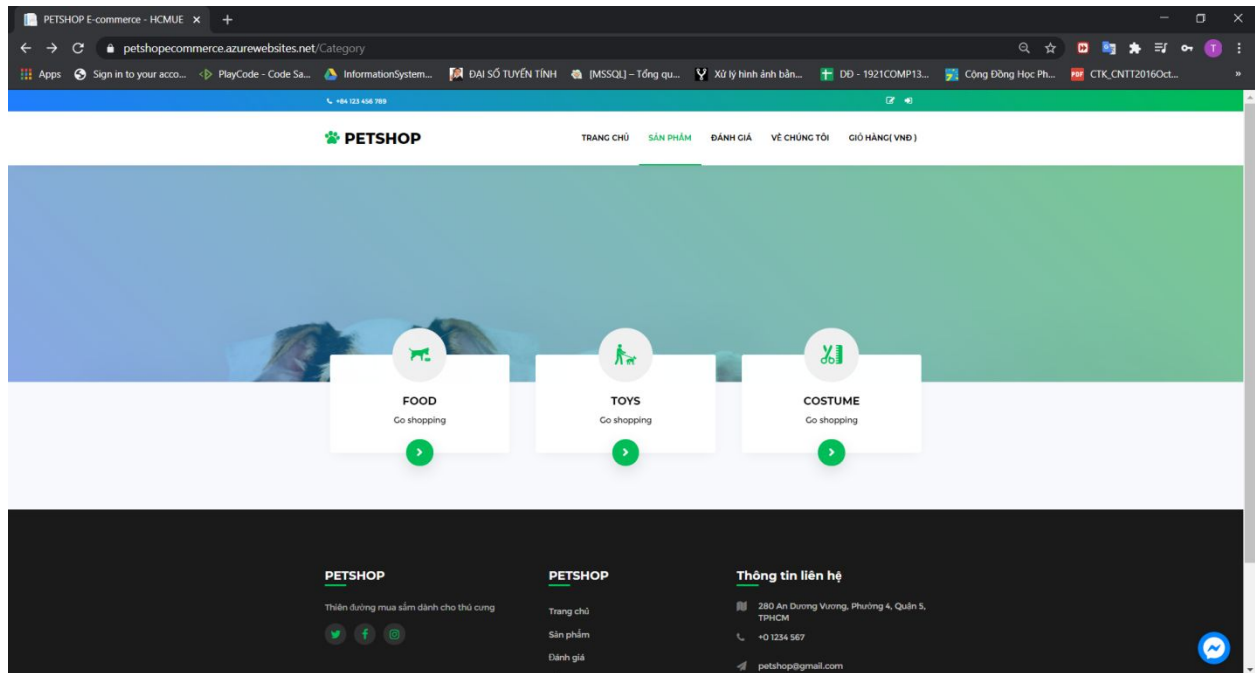 PETSHOP E-commerce - HCMUE
petshopecommerce.azurewebsites.net/Category
Apps Sign in to your acco... PlayCode - Code Sa... InformationSystem... ĐẠI SỐ TUYẾN TÍNH [MSSQL] – Tổng qu... Xử lý hình ảnh bằn... DĐ - 1921COMP13... Cộng Đồng Học Ph... CTK_CNTT2016Oct... »
+84 123 456 789
PETSHOP
TRANG CHỦ SẢN PHẨM ĐÁNH GIÁ VỀ CHÚNG TÔI GIỎ HÀNG( VNĐ )
FOOD
Go shopping
TOYS
Go shopping
COSTUME
Go shopping
PETSHOP
Thiên đường mua sắm dành cho thú cưng
PETSHOP
Trang chủ
Sản phẩm
Đánh giá
Thông tin liên hệ
280 An Dương Vương, Phường 4, Quận 5,
TPHCM
+0 1234 567
petshop@gmail.com